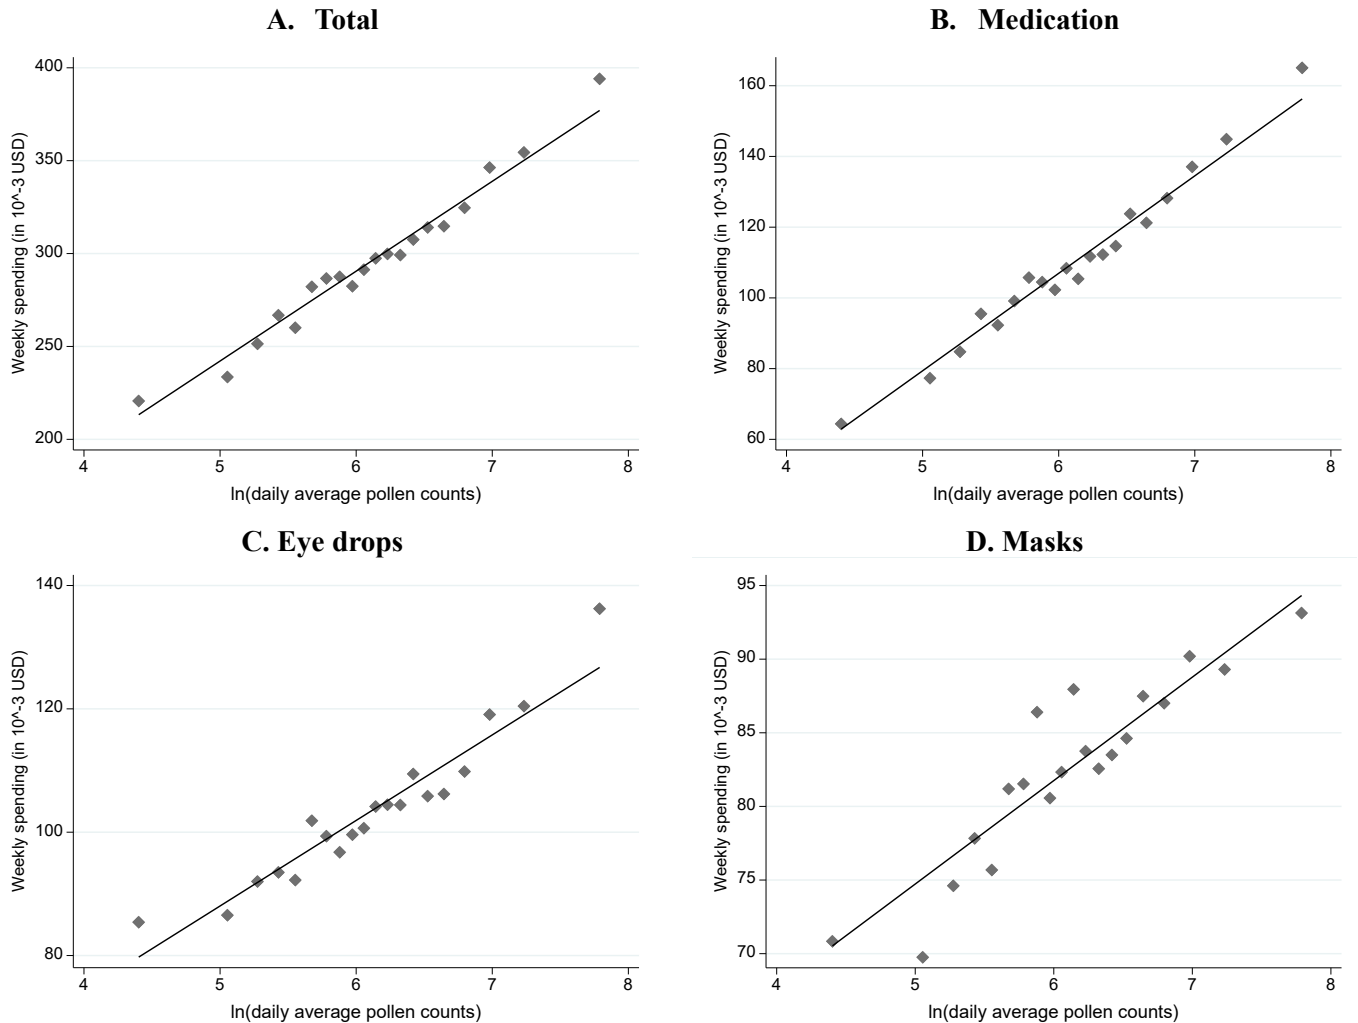 A. Total
400
350
300
250
200
4 5 6 7 8
Weekly spending (in 10^-3 USD)
ln(daily average pollen counts)
B. Medication
160
140
120
100
80
60
4 5 6 7 8
Weekly spending (in 10^-3 USD)
ln(daily average pollen counts)
C. Eye drops
140
120
100
80
4 5 6 7 8
Weekly spending (in 10^-3 USD)
ln(daily average pollen counts)
D. Masks
95
90
85
80
75
70
4 5 6 7 8
Weekly spending (in 10^-3 USD)
ln(daily average pollen counts)